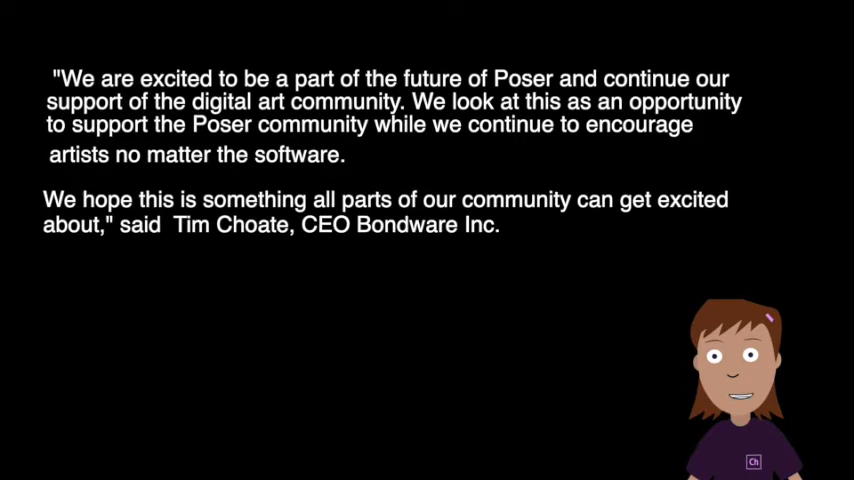 "We are excited to be a part of the future of Poser and continue our
support of the digital art community. We look at this as an opportunity
to support the Poser community while we continue to encourage
artists no matter the software.
We hope this is something all parts of our community can get excited
about," said  Tim Choate, CEO Bondware Inc.
Ch